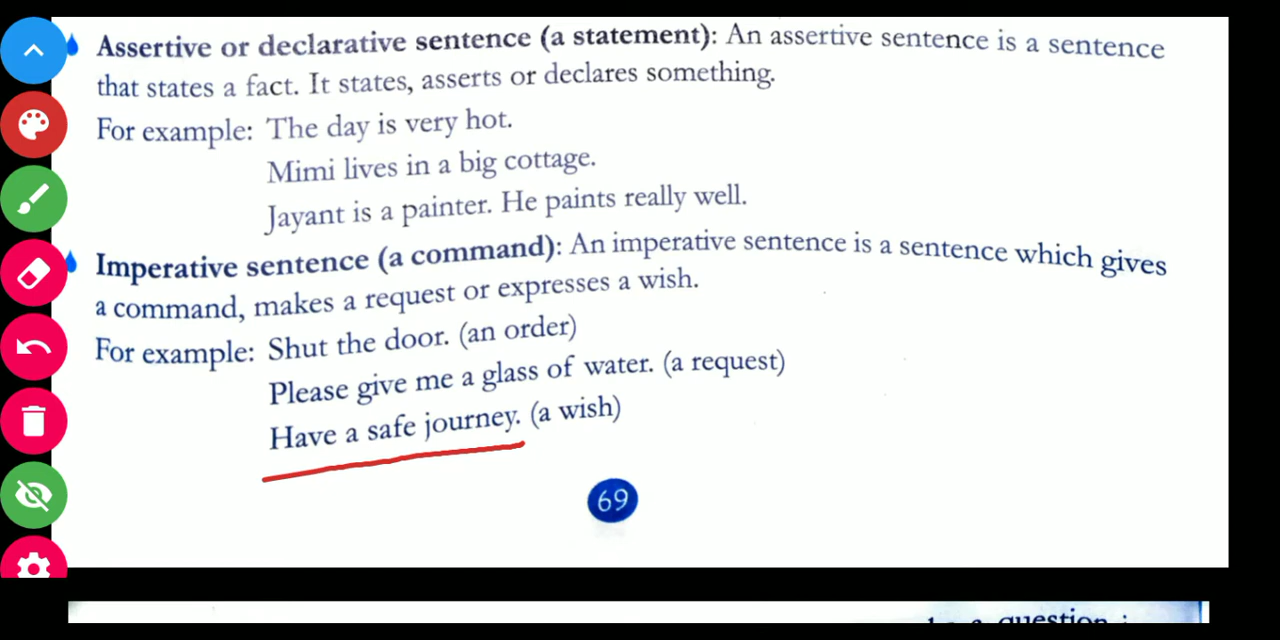 Assertive or declarative sentence (a statement): An assertive sentence is a sentence
that states a fact. It states, asserts or declares something.
For example: The day is very hot.
Mimi lives in a big cottage.
Jayant is a painter. He paints really well.
Imperative sentence (a command): An imperative sentence is a sentence which gives
a command, makes a request or expresses a wish.
For example: Shut the door. (an order)
Please give me a glass of water. (a request)
Have a safe journey. (a wish)
69
a question